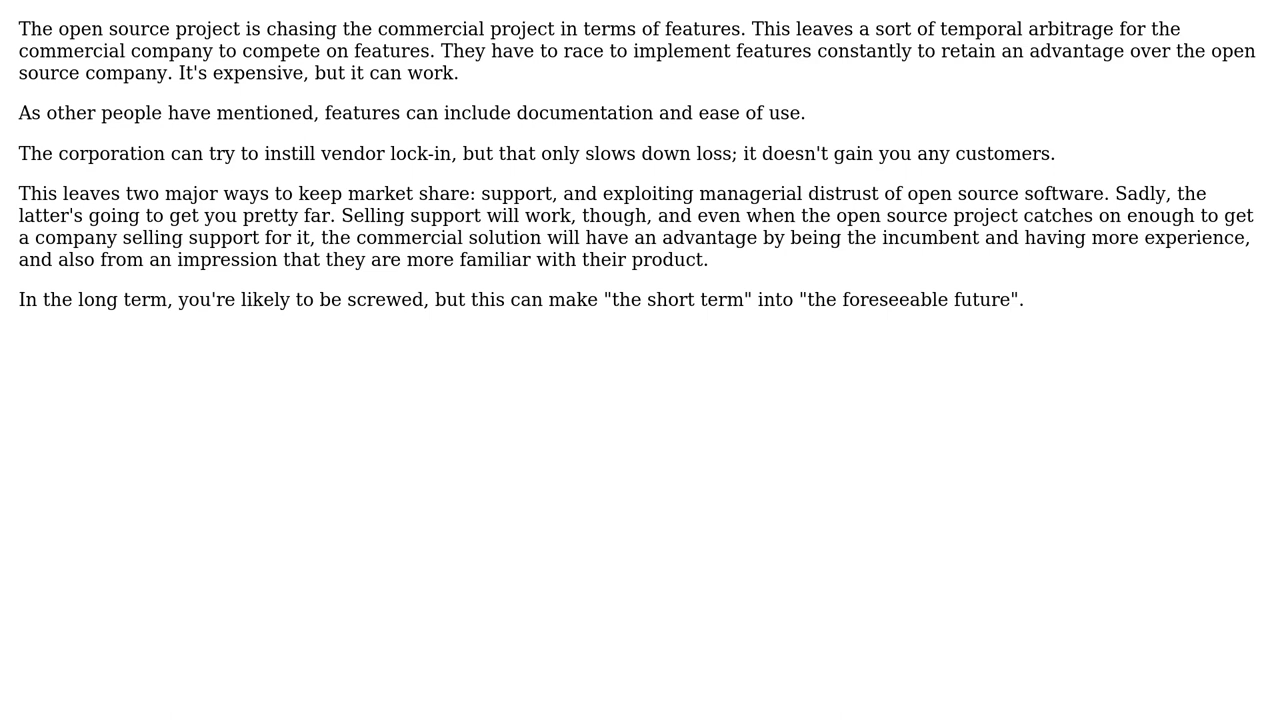 The open source project is chasing the commercial project in terms of features. This leaves a sort of temporal arbitrage for the
commercial company to compete on features. They have to race to implement features constantly to retain an advantage over the open
source company. It's expensive, but it can work.
As other people have mentioned, features can include documentation and ease of use.
The corporation can try to instill vendor lock-in, but that only slows down loss; it doesn't gain you any customers.
This leaves two major ways to keep market share: support, and exploiting managerial distrust of open source software. Sadly, the
latter's going to get you pretty far. Selling support will work, though, and even when the open source project catches on enough to get
a company selling support for it, the commercial solution will have an advantage by being the incumbent and having more experience,
and also from an impression that they are more familiar with their product.
In the long term, you're likely to be screwed, but this can make "the short term" into "the foreseeable future".